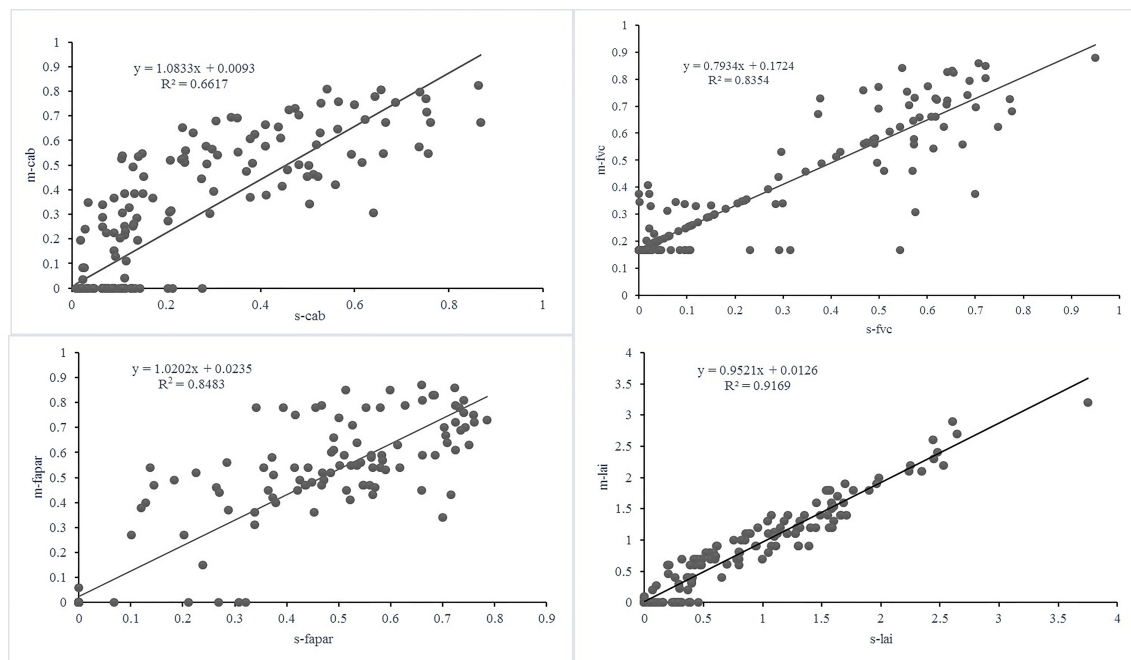 1
0.9
0.8
0.7
0.6
0.5
0.4
0.3
0.2
0.1
0
m-cab
y = 1.0833x + 0.0093
R² = 0.6617
0 0.2 0.4 0.6 0.8 1
s-cab
1
0.9
0.8
0.7
0.6
0.5
0.4
0.3
0.2
0.1
0
m-fvc
y = 0.7934x + 0.1724
R² = 0.8354
0 0.1 0.2 0.3 0.4 0.5 0.6 0.7 0.8 0.9 1
s-fvc
1
0.9
0.8
0.7
0.6
0.5
0.4
0.3
0.2
0.1
0
m-fapar
y = 1.0202x + 0.0235
R² = 0.8483
0 0.1 0.2 0.3 0.4 0.5 0.6 0.7 0.8 0.9
s-fapar
4
3.5
3
2.5
2
1.5
1
0.5
0
m-lai
y = 0.9521x + 0.0126
R² = 0.9169
0 0.5 1 1.5 2 2.5 3 3.5 4
s-lai